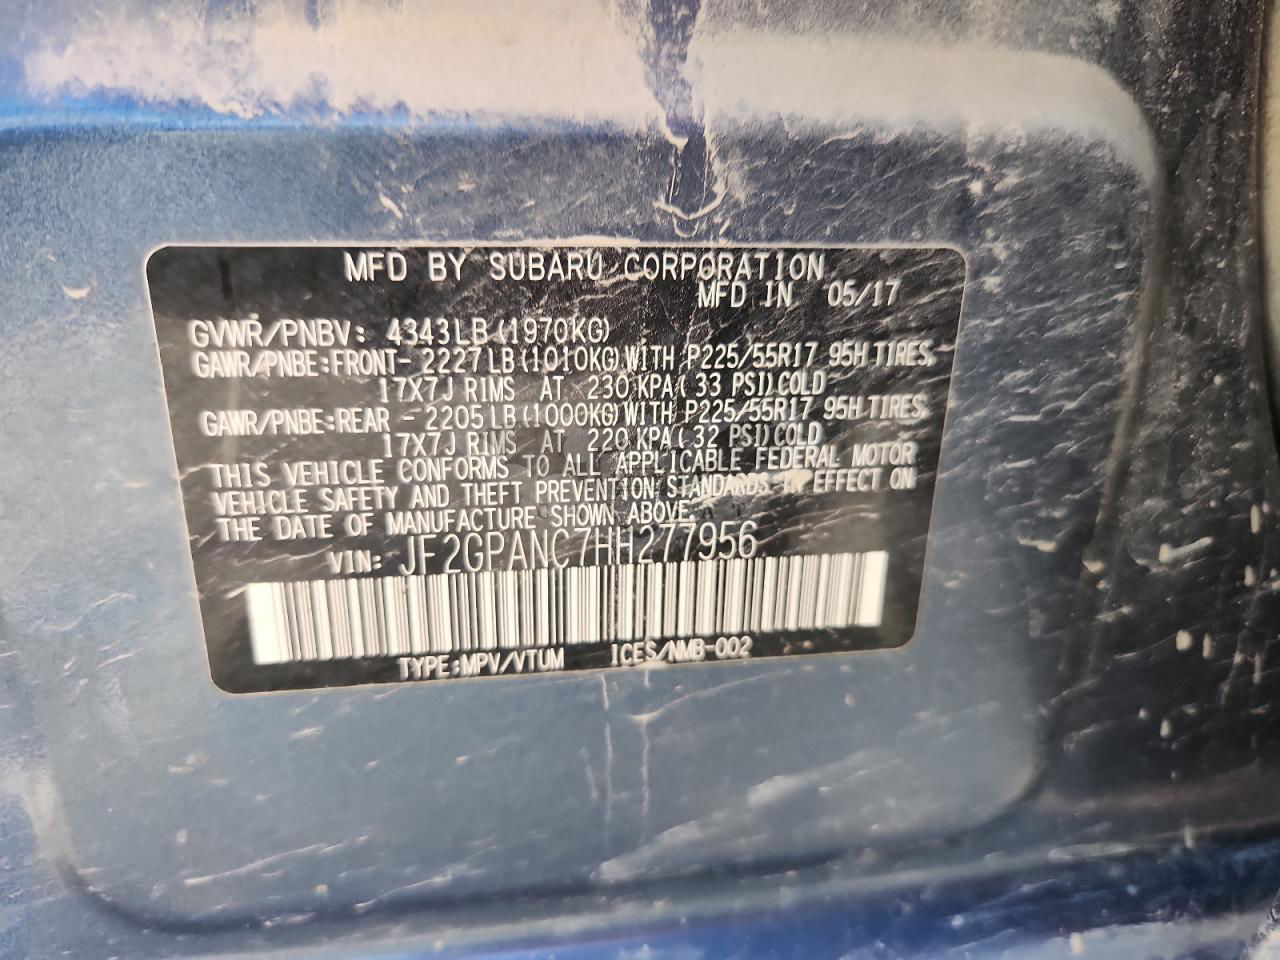 MFD BY SUBARU CORPORATION
MFD IN 05/17
GVWR/PNBV: 4343LB(1970KG)
GAWR/PNBE:FRONT-2227LB(1010KG)WITH P225/55R17 95H TIRES,
17X7J RIMS AT 230KPA(33 PSI)COLD
GAWR/PNBE:REAR -2205LB(1000KG)WITH P225/55R17 95H TIRES,
17X7J RIMS AT 220KPA(32 PSI)COLD
THIS VEHICLE CONFORMS TO ALL APPLICABLE FEDERAL MOTOR
VEHICLE SAFETY AND THEFT PREVENTION STANDARDS IN EFFECT ON
THE DATE OF MANUFACTURE SHOWN ABOVE.
VIN: JF2GPANC7HH277956
TYPE:MPV/VTUM ICES/NMB-002